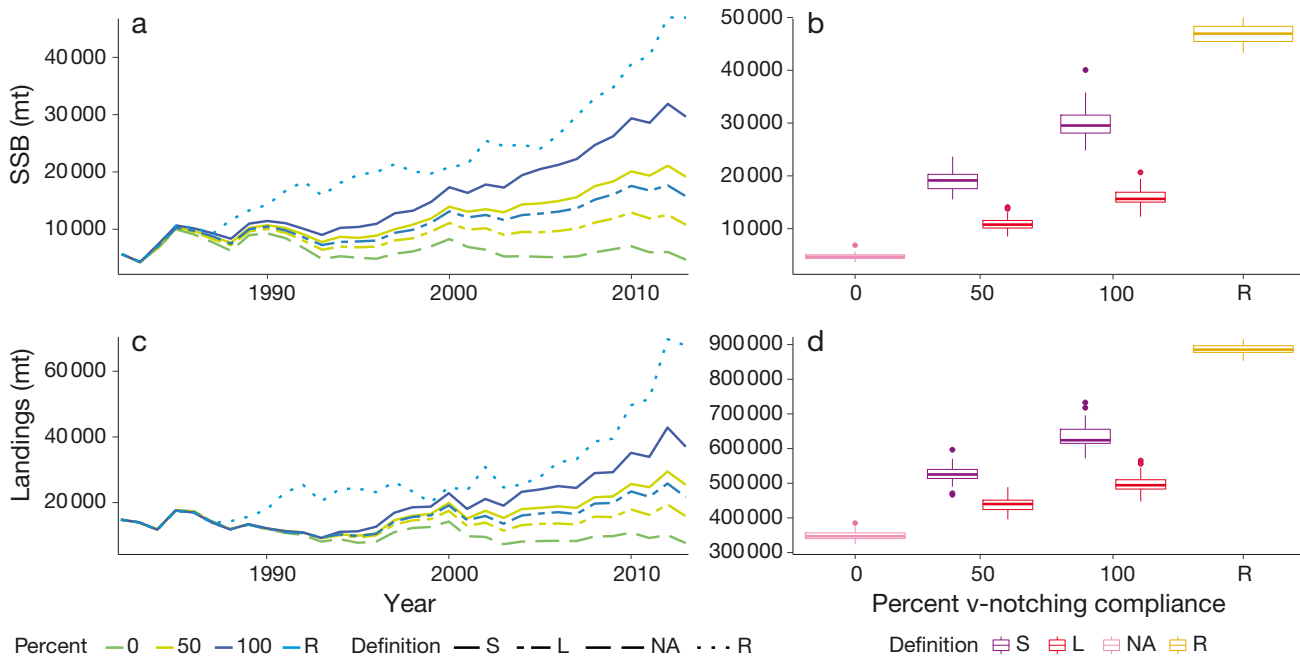 a
b
SSB (mt)
40 000
30 000
20 000
10 000
1990
2000
2010
50 000
40 000
30 000
20 000
10 000
0
50
100
R
c
d
Landings (mt)
60 000
40 000
20 000
1990
2000
2010
Year
900 000
800 000
700 000
600 000
500 000
400 000
300 000
0
50
100
R
Percent v-notching compliance
Percent 0 50 100 R Definition S L NA R
Definition S L NA R